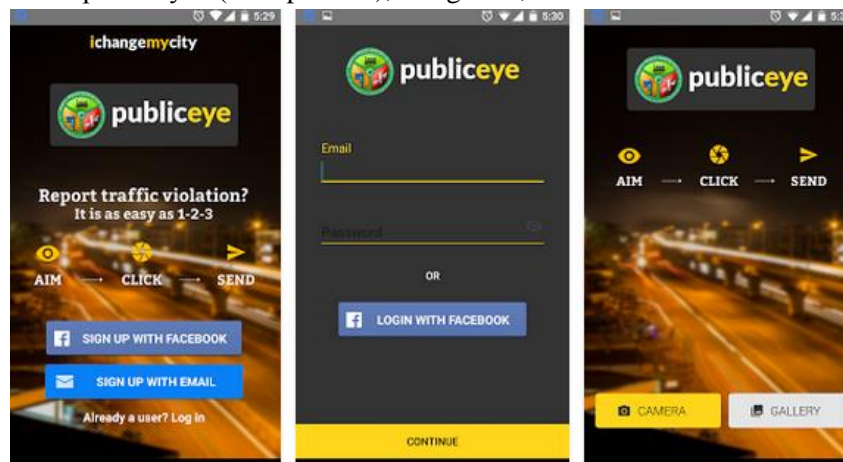 5:29
ichangemycity
publiceye
Report traffic violation?
It is as easy as 1-2-3
AIM → CLICK → SEND
SIGN UP WITH FACEBOOK
SIGN UP WITH EMAIL
Already a user? Log in
5:30
publiceye
Email
Password
OR
LOGIN WITH FACEBOOK
CONTINUE
publiceye
AIM → CLICK → SEND
CAMERA
GALLERY